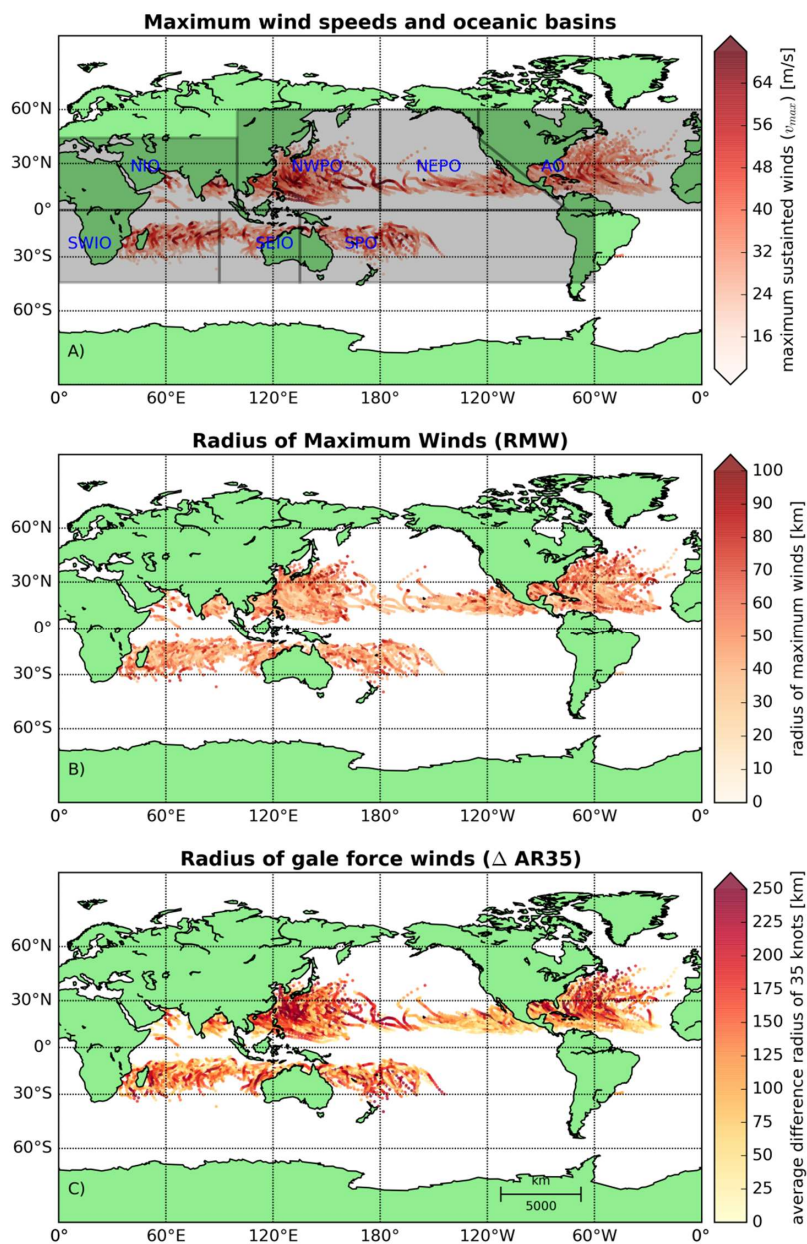 Maximum wind speeds and oceanic basins
60°N
30°N
0°
30°S
60°S
NIO
NWPO
NEPO
AO
SWIO
SEIO
SPO
A)
0°
60°E
120°E
180°
120°W
60°W
0°
64
56
48
40
32
24
16
maximum sustainted winds (vmax) [m/s]
Radius of Maximum Winds (RMW)
60°N
30°N
0°
30°S
60°S
B)
0°
60°E
120°E
180°
120°W
60°W
0°
100
90
80
70
60
50
40
30
20
10
0
radius of maximum winds [km]
Radius of gale force winds (Δ AR35)
60°N
30°N
0°
30°S
60°S
C)
km
5000
0°
60°E
120°E
180°
120°W
60°W
0°
250
225
200
175
150
125
100
75
50
25
0
average difference radius of 35 knots [km]